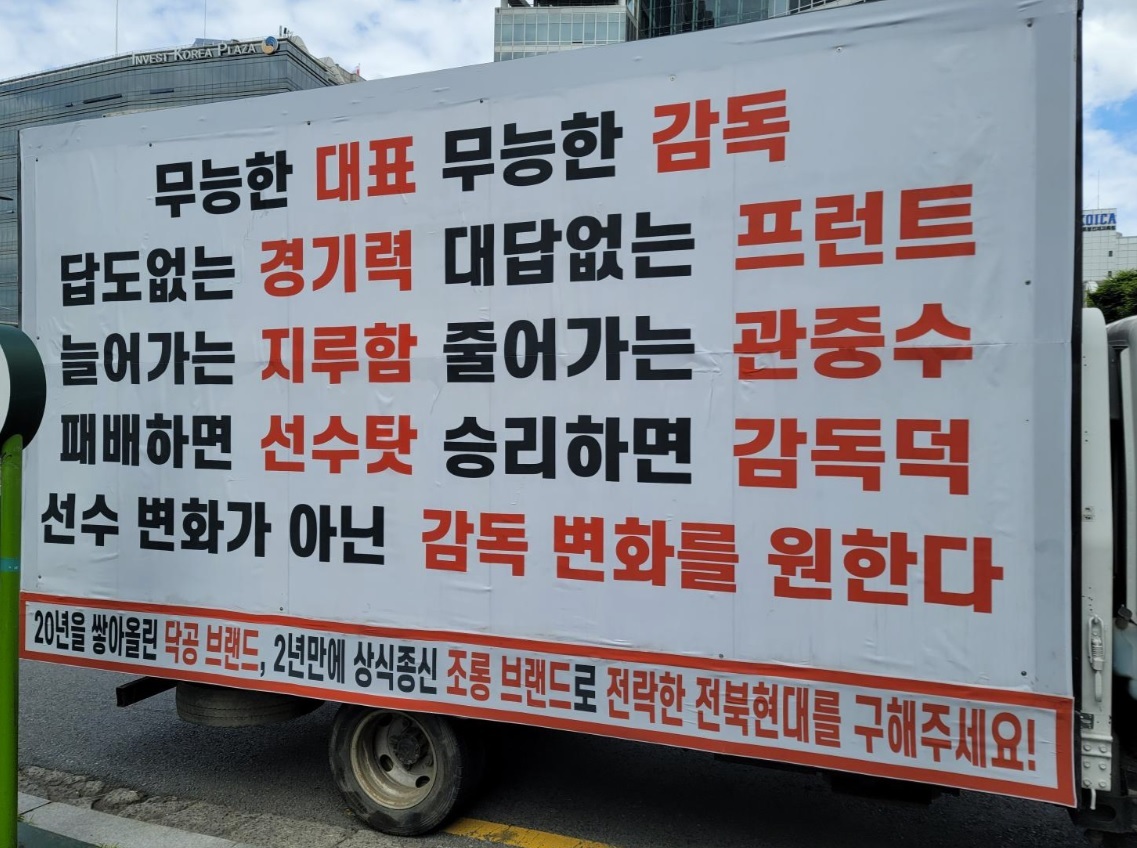 INVEST KOREA PLAZA
KOICA
무능한 대표 무능한 감독
답도없는 경기력 대답없는 프런트
늘어가는 지루함 줄어가는 관중수
패배하면 선수탓 승리하면 감독덕
선수 변화가 아닌 감독 변화를 원한다
20년을 쌓아올린 닥공 브랜드, 2년만에 상식종신 조롱 브랜드로 전락한 전북현대를 구해주세요!